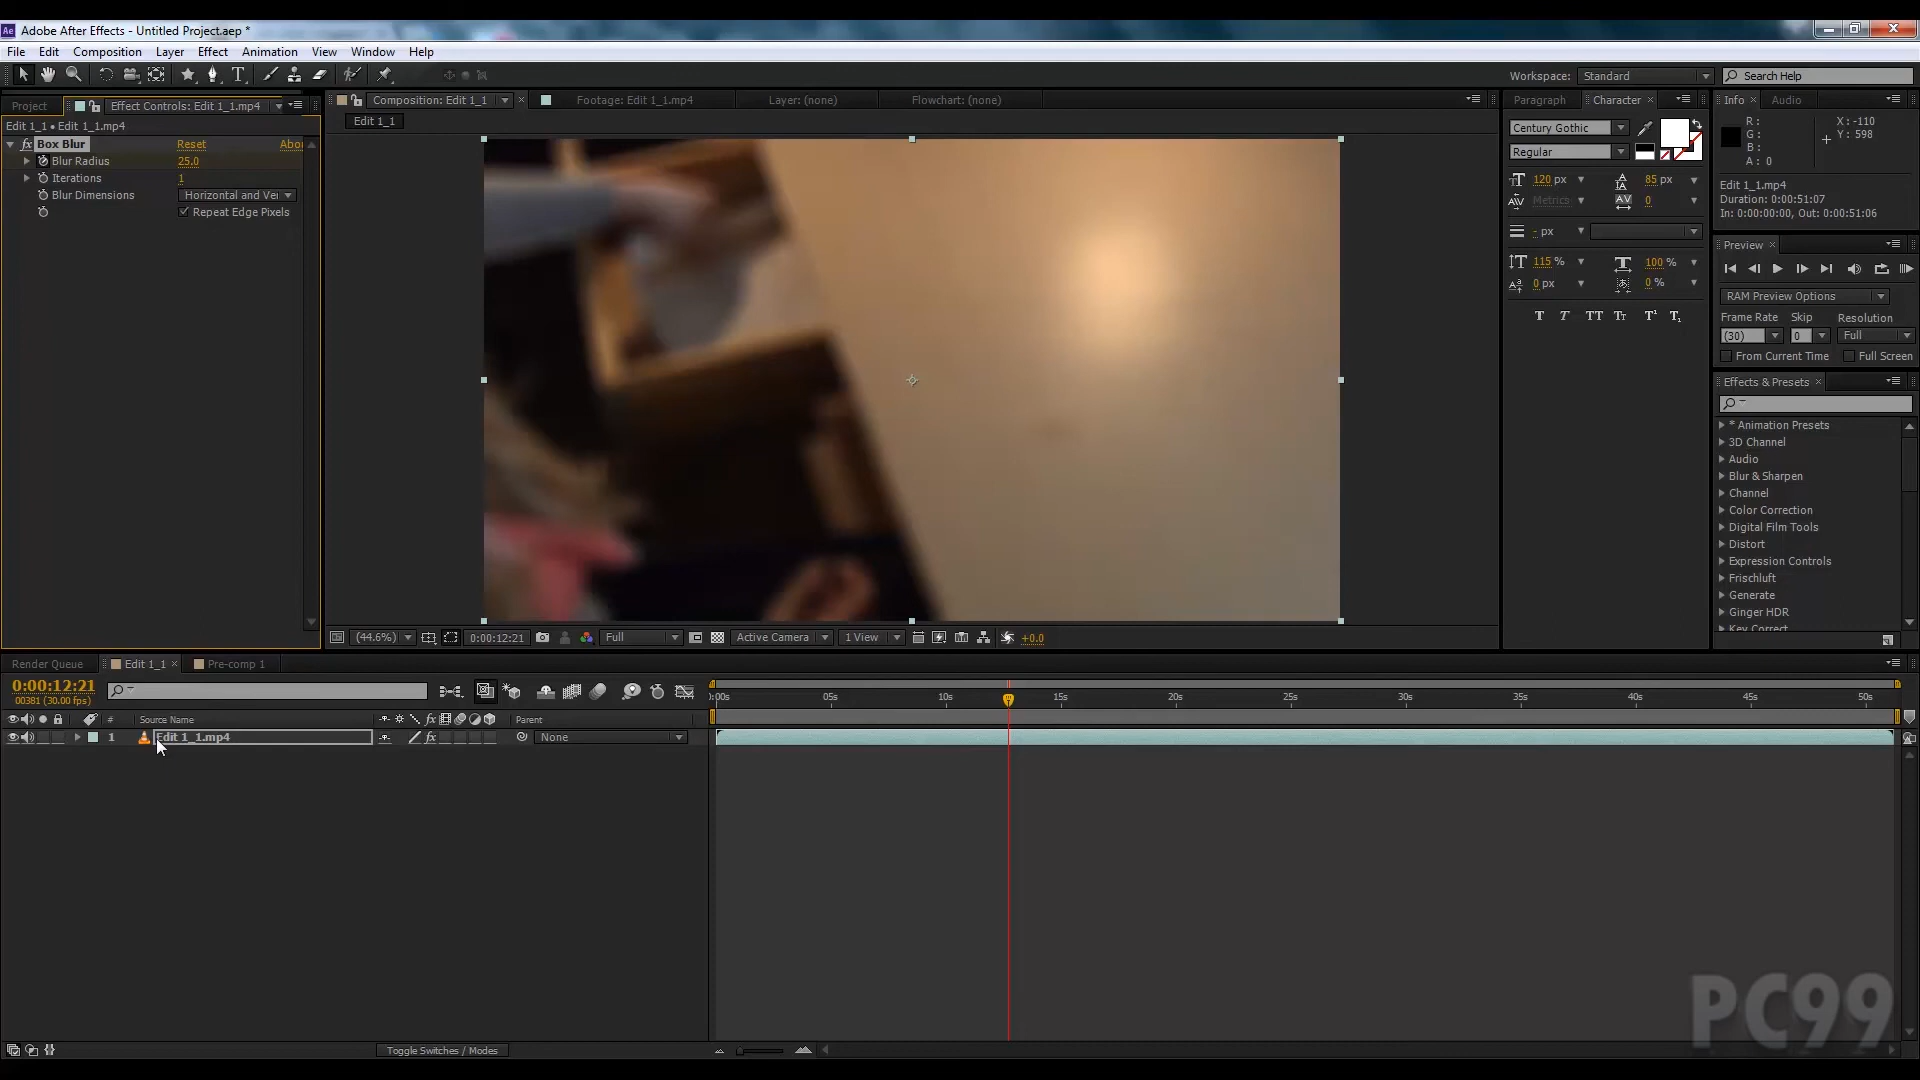 Adobe After Effects - Untitled Project.aep *
File Edit Composition Layer Effect Animation View Window Help
Workspace: Standard Search Help
Project Effect Controls: Edit 1_1.mp4 Composition: Edit 1_1 Footage: Edit 1_1.mp4 Layer: (none) Flowchart: (none) Paragraph Character Info Audio
Edit 1_1 • Edit 1_1.mp4 Edit 1_1
Box Blur Reset Abou
Blur Radius 25.0
Iterations 1
Blur Dimensions Horizontal and Ver
Repeat Edge Pixels
Century Gothic
Regular
120 px 85 px
Metrics 0
- px
115 % 100 %
0 px 0 %
T T TT Tt T¹ T₁
R : X : -110
G : Y : 598
B :
A : 0
Edit 1_1.mp4
Duration: 0:00:51:07
In: 0:00:00:00, Out: 0:00:51:06
Preview
RAM Preview Options
Frame Rate Skip Resolution
(30) 0 Full
From Current Time Full Screen
Effects & Presets
* Animation Presets
3D Channel
Audio
Blur & Sharpen
Channel
Color Correction
Digital Film Tools
Distort
Expression Controls
Frischluft
Generate
Ginger HDR
Key Correct
(44.6%) 0:00:12:21 Full Active Camera 1 View +0.0
Render Queue Edit 1_1 Pre-comp 1
0:00:12:21
00381 (30.00 fps)
:00s 05s 10s 15s 20s 25s 30s 35s 40s 45s 50s
# Source Name Parent
1 Edit 1_1.mp4 None
Toggle Switches / Modes
PC99